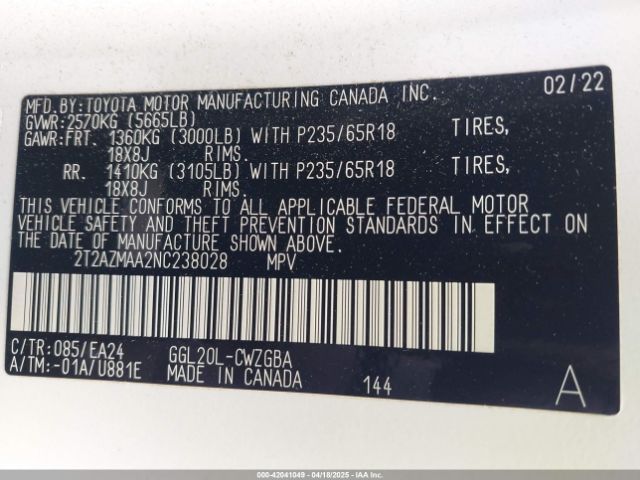 MFD. BY: TOYOTA MOTOR MANUFACTURING CANADA INC. 02/22
GVWR: 2570KG (5665LB)
GAWR: FRT. 1360KG (3000LB) WITH P235/65R18 TIRES,
18X8J RIMS.
RR. 1410KG (3105LB) WITH P235/65R18 TIRES,
18X8J RIMS.
THIS VEHICLE CONFORMS TO ALL APPLICABLE FEDERAL MOTOR
VEHICLE SAFETY AND THEFT PREVENTION STANDARDS IN EFFECT ON
THE DATE OF MANUFACTURE SHOWN ABOVE.
2T2AZMAA2NC238028 MPV
C/TR: 085/EA24 GGL20L-CWZGBA
A/TM: -01A/U881E MADE IN CANADA 144 A
000-42041049 - 04/18/2025 - IAAI, Inc.